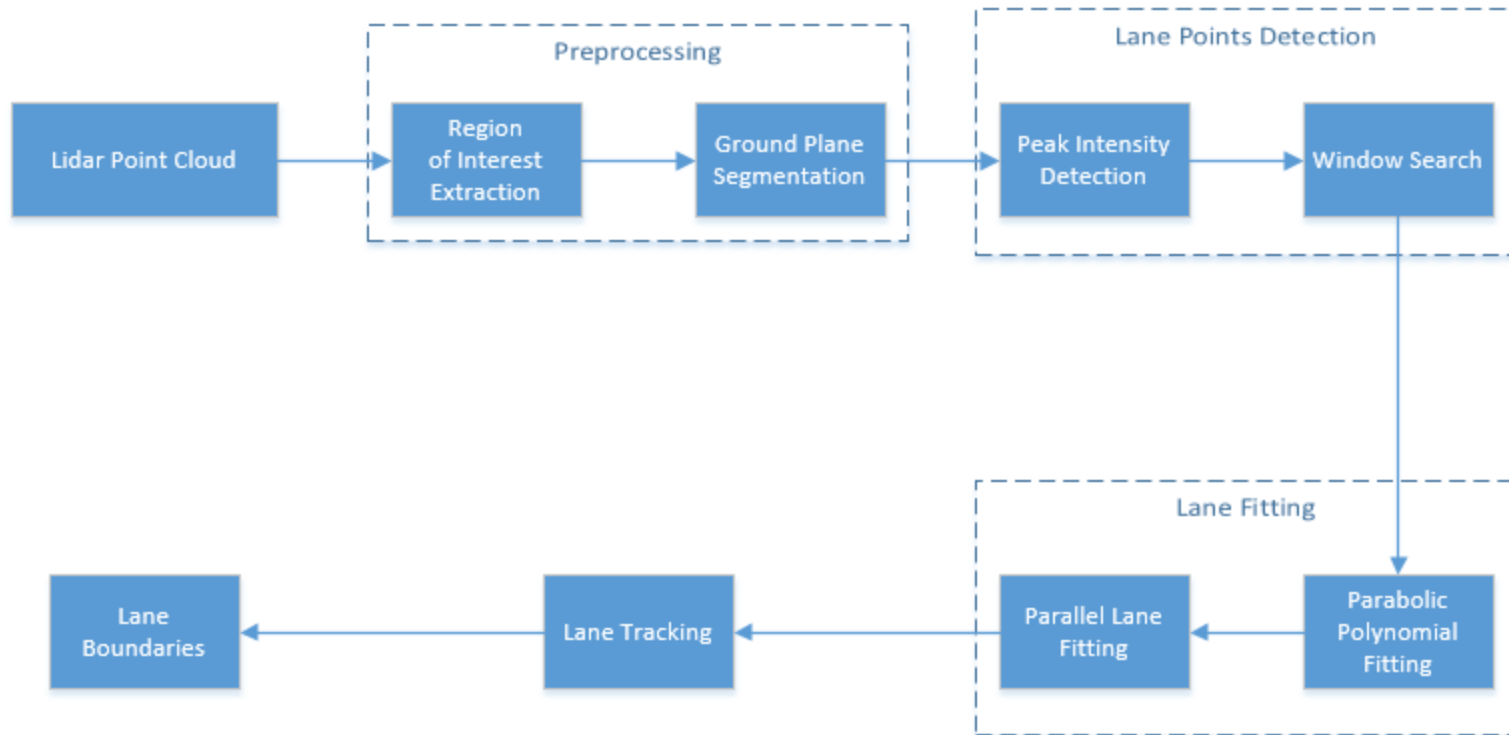 Preprocessing
Lane Points Detection
Lidar Point Cloud
Region
of Interest
Extraction
Ground Plane
Segmentation
Peak Intensity
Detection
Window Search
Lane Fitting
Lane
Boundaries
Lane Tracking
Parallel Lane
Fitting
Parabolic
Polynomial
Fitting